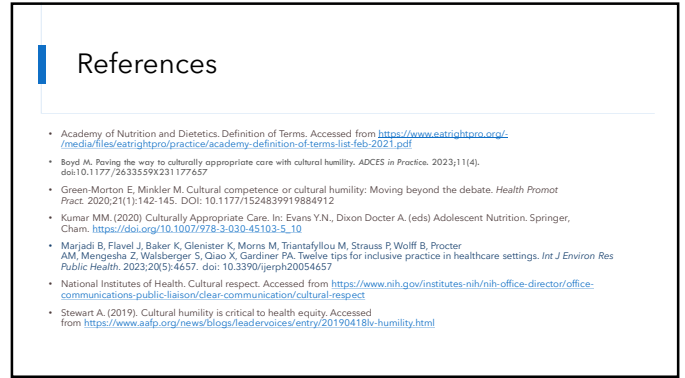 References
• Academy of Nutrition and Dietetics. Definition of Terms. Accessed from https://www.eatrightpro.org/-
/media/files/eatrightpro/practice/academy-definition-of-terms-list-feb-2021.pdf
• Boyd M. Paving the way to culturally appropriate care with cultural humility. ADCES in Practice. 2023;11(4).
doi:10.1177/2633559X231177657
• Green-Morton E, Minkler M. Cultural competence or cultural humility: Moving beyond the debate. Health Promot
Pract. 2020;21(1):142-145. DOI: 10.1177/1524839919884912
• Kumar MM. (2020) Culturally Appropriate Care. In: Evans Y.N., Dixon Docter A. (eds) Adolescent Nutrition. Springer,
Cham. https://doi.org/10.1007/978-3-030-45103-5_10
• Marjadi B, Flavel J, Baker K, Glenister K, Morns M, Triantafyllou M, Strauss P, Wolff B, Procter
AM, Mengesha Z, Walsberger S, Qiao X, Gardiner PA. Twelve tips for inclusive practice in healthcare settings. Int J Environ Res
Public Health. 2023;20(5):4657. doi: 10.3390/ijerph20054657
• National Institutes of Health. Cultural respect. Accessed from https://www.nih.gov/institutes-nih/nih-office-director/office-
communications-public-liaison/clear-communication/cultural-respect
• Stewart A. (2019). Cultural humility is critical to health equity. Accessed
from https://www.aafp.org/news/blogs/leadervoices/entry/20190418lv-humility.html